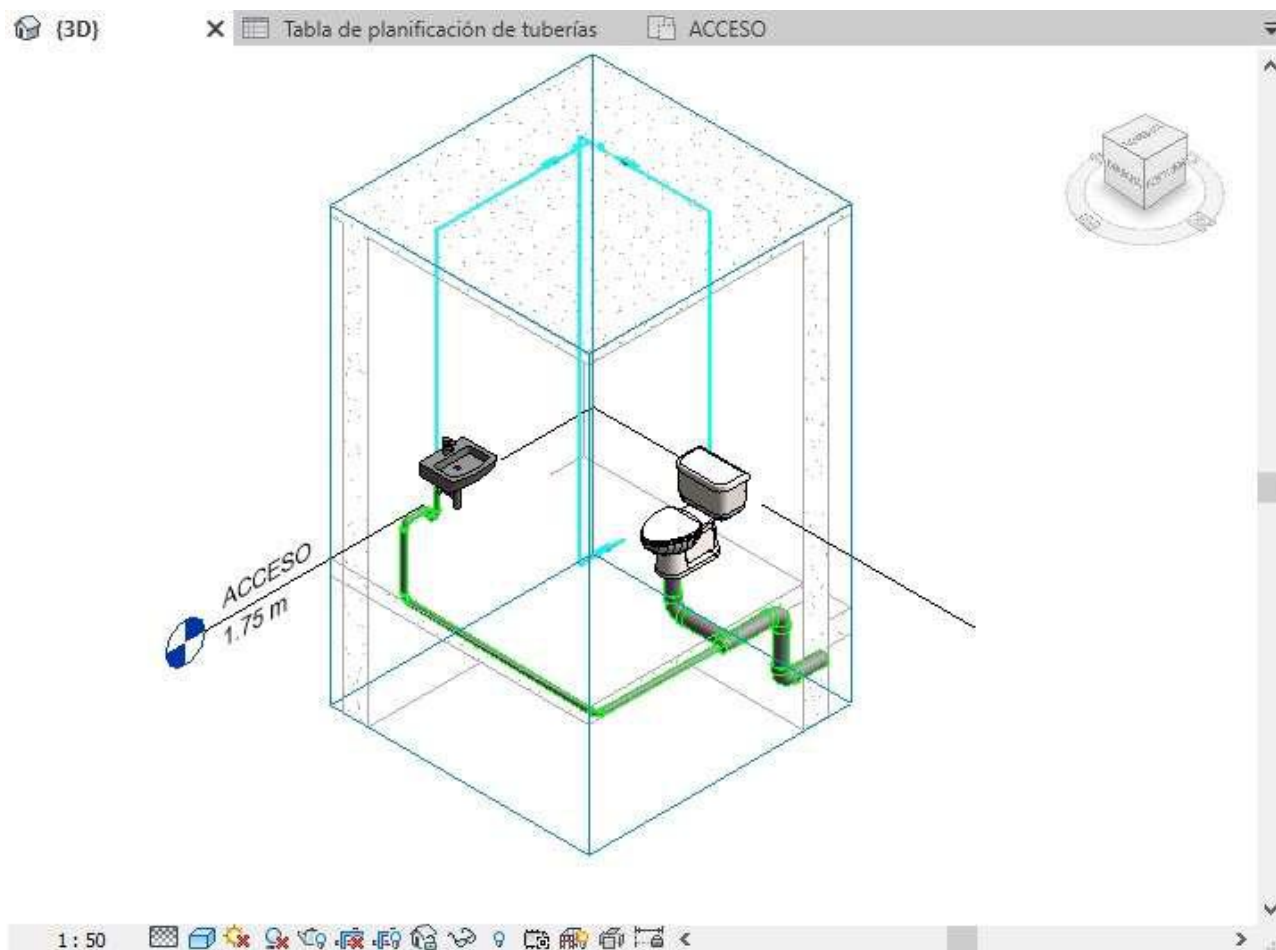 {3D}
Tabla de planificación de tuberías
ACCESO
ACCESO
1.75 m
1 : 50